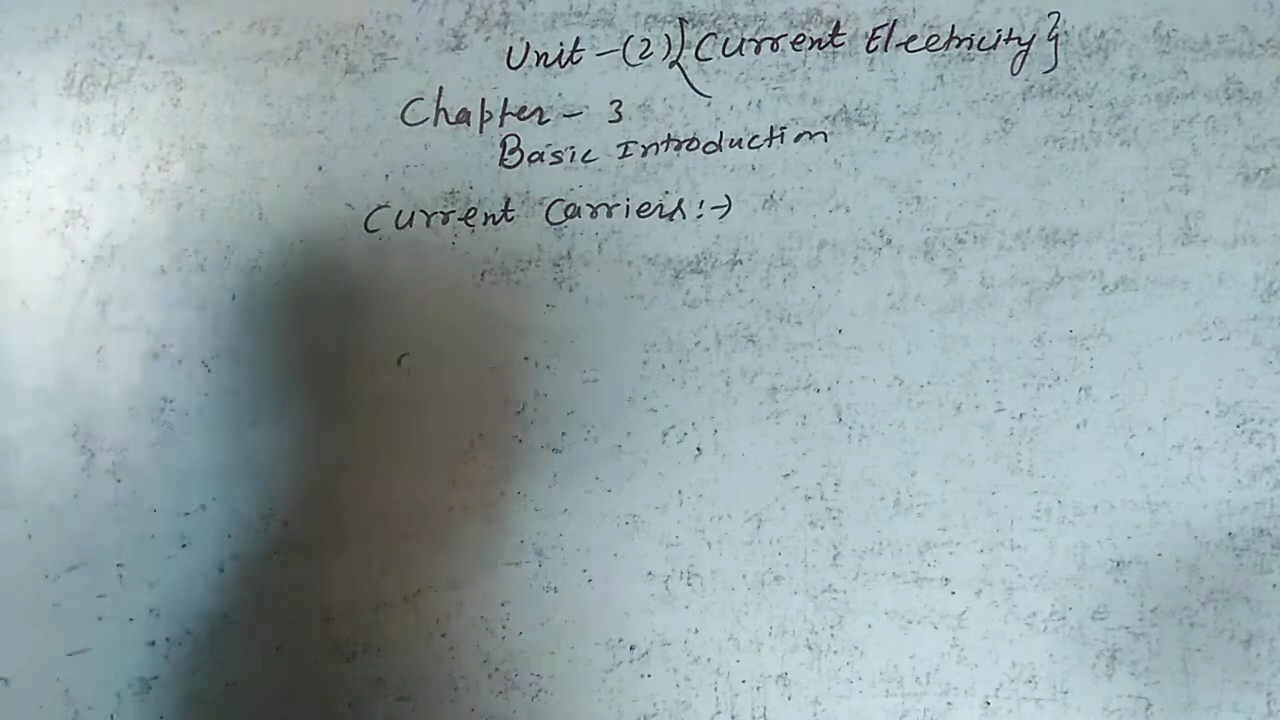 Unit - (2) { Current Electricity }
Chapter - 3
Basic Introduction
Current Carriers :->